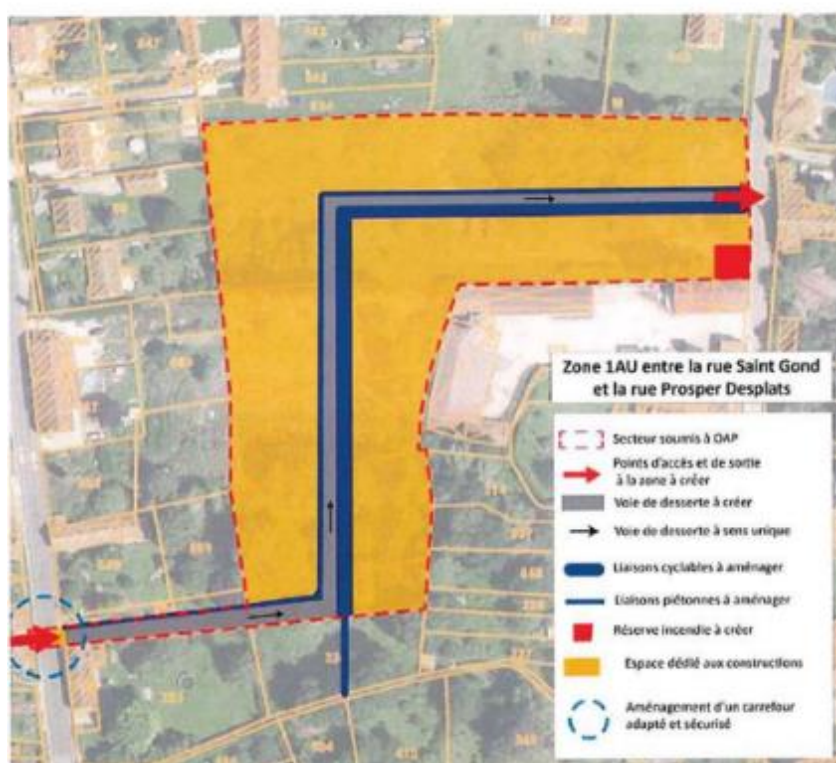 Zone 1AU entre la rue Saint Gond
et la rue Prosper Desplats
Secteur soumis à OAP
Points d'accès et de sortie
à la zone à créer
Voie de desserte à créer
Voie de desserte à sens unique
Liaisons cyclables à aménager
Liaisons piétonnes à aménager
Réserve incendie à créer
Espace dédié aux constructions
Aménagement d'un carrefour
adapté et sécurisé